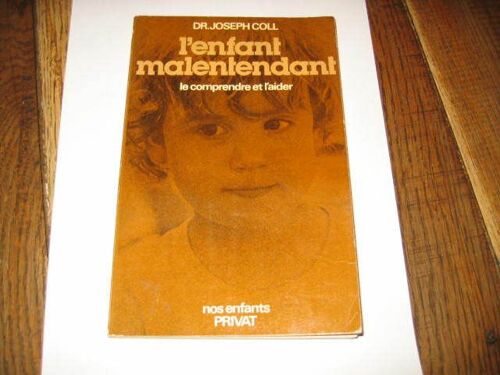 DR. JOSEPH COLL
l'enfant
malentendant
le comprendre et l'aider
nos enfants
PRIVAT